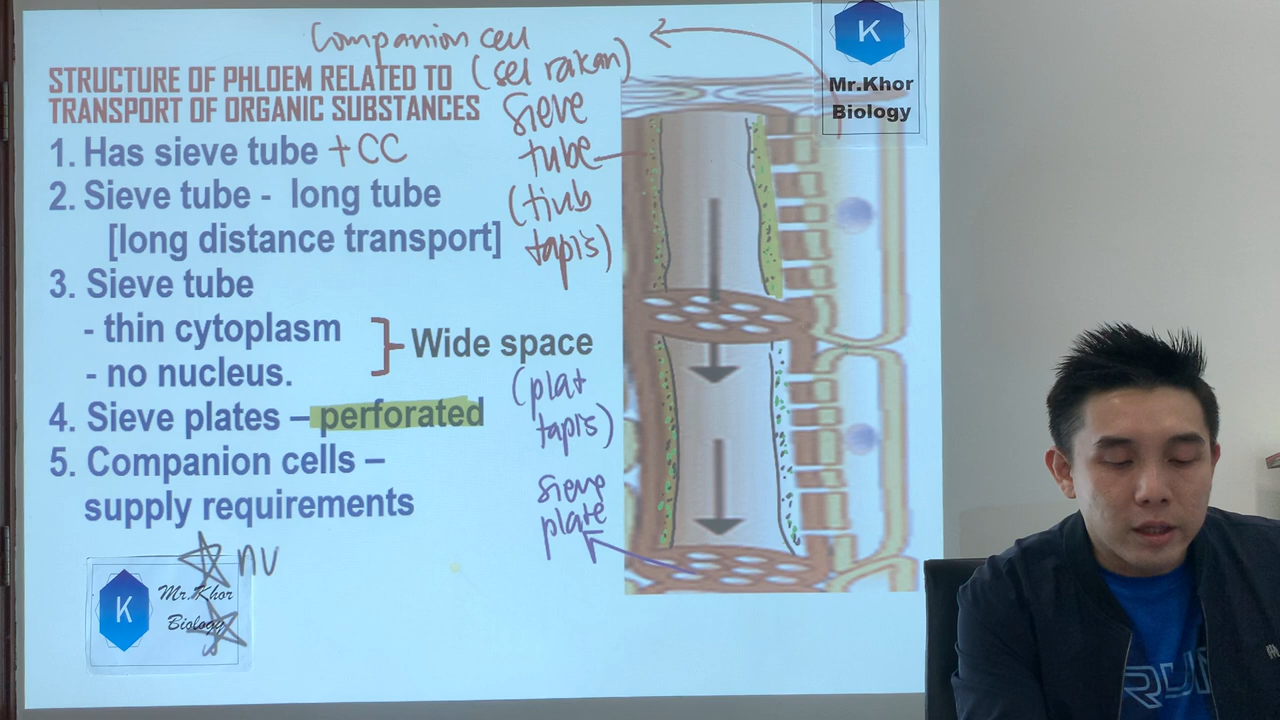 Companion cell
(sel rakan)
STRUCTURE OF PHLOEM RELATED TO
TRANSPORT OF ORGANIC SUBSTANCES
1. Has sieve tube + CC
2. Sieve tube - long tube
[long distance transport]
3. Sieve tube
- thin cytoplasm
- no nucleus.
Wide space
4. Sieve plates – perforated
5. Companion cells –
supply requirements
sieve
tube
(tiub
tapis)
(plat
tapis)
sieve
plate
K
Mr.Khor
Biology
nu
K
Mr.Khor
Biology
RUN